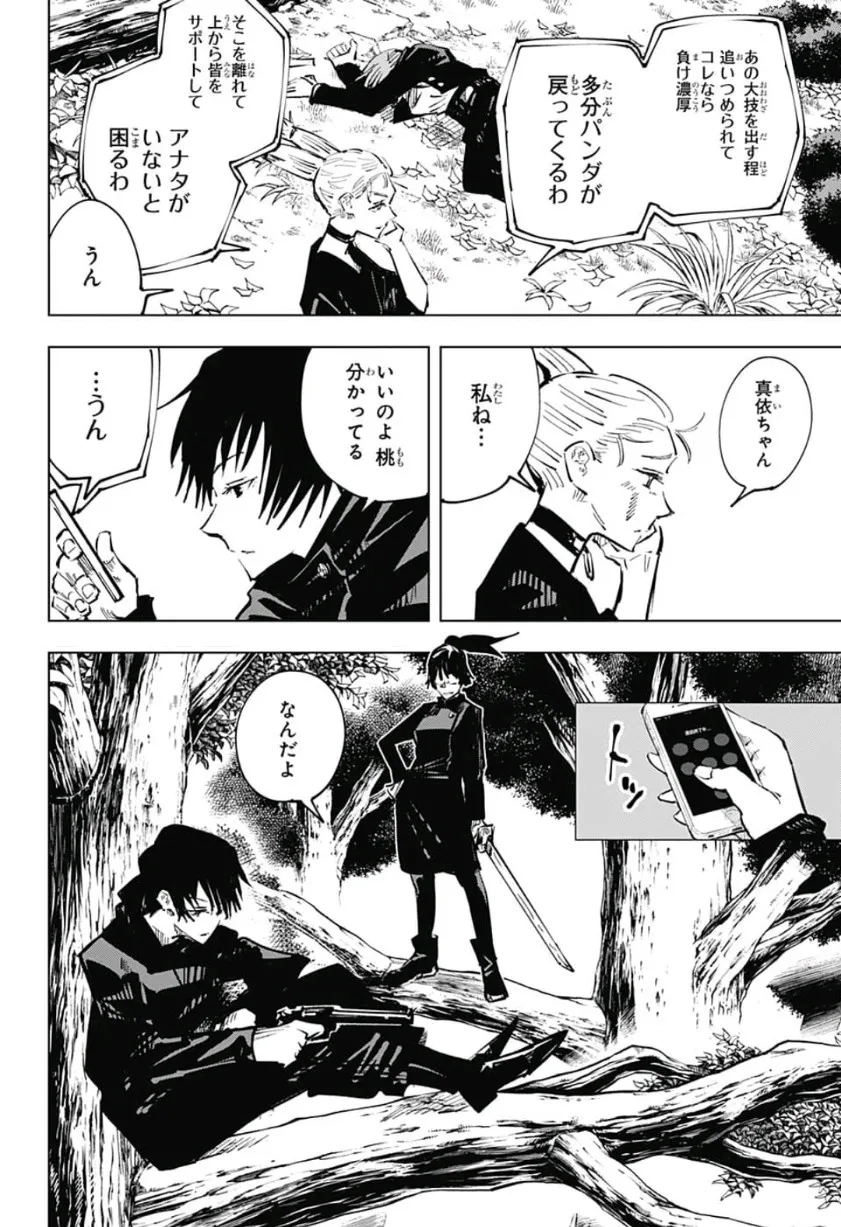 あの大技を出す程
追いつめられて
コレなら
負け濃厚
多分パンダが
戻ってくるわ
そこを離れて
上から皆を
サポートして
アナタが
いないと
困るわ
うん
真依ちゃん
私ね…
いいのよ 桃
分かってる
…うん
トッ
なんだよ